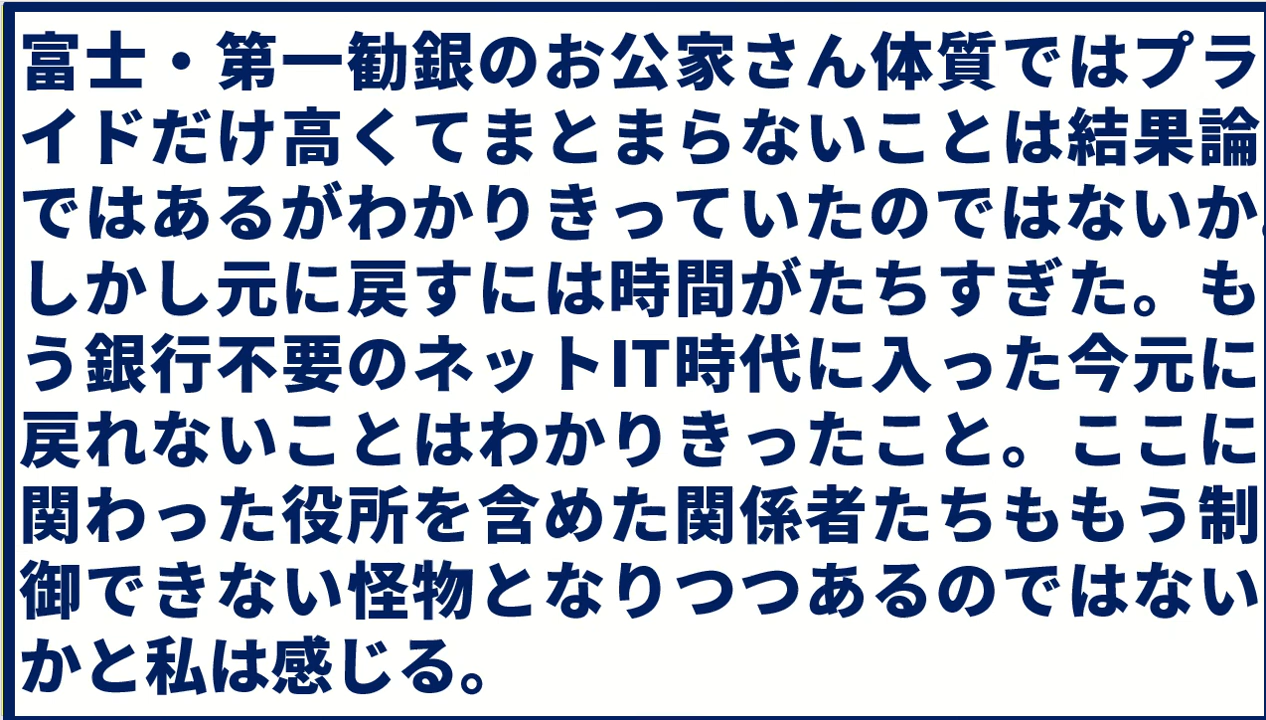 富士・第一勧銀のお公家さん体質ではプラ
イドだけ高くてまとまらないことは結果論
ではあるがわかりきっていたのではないか。
しかし元に戻すには時間がたちすぎた。も
う銀行不要のネットIT時代に入った今元に
戻れないことはわかりきったこと。ここに
関わった役所を含めた関係者たちももう制
御できない怪物となりつつあるのではない
かと私は感じる。